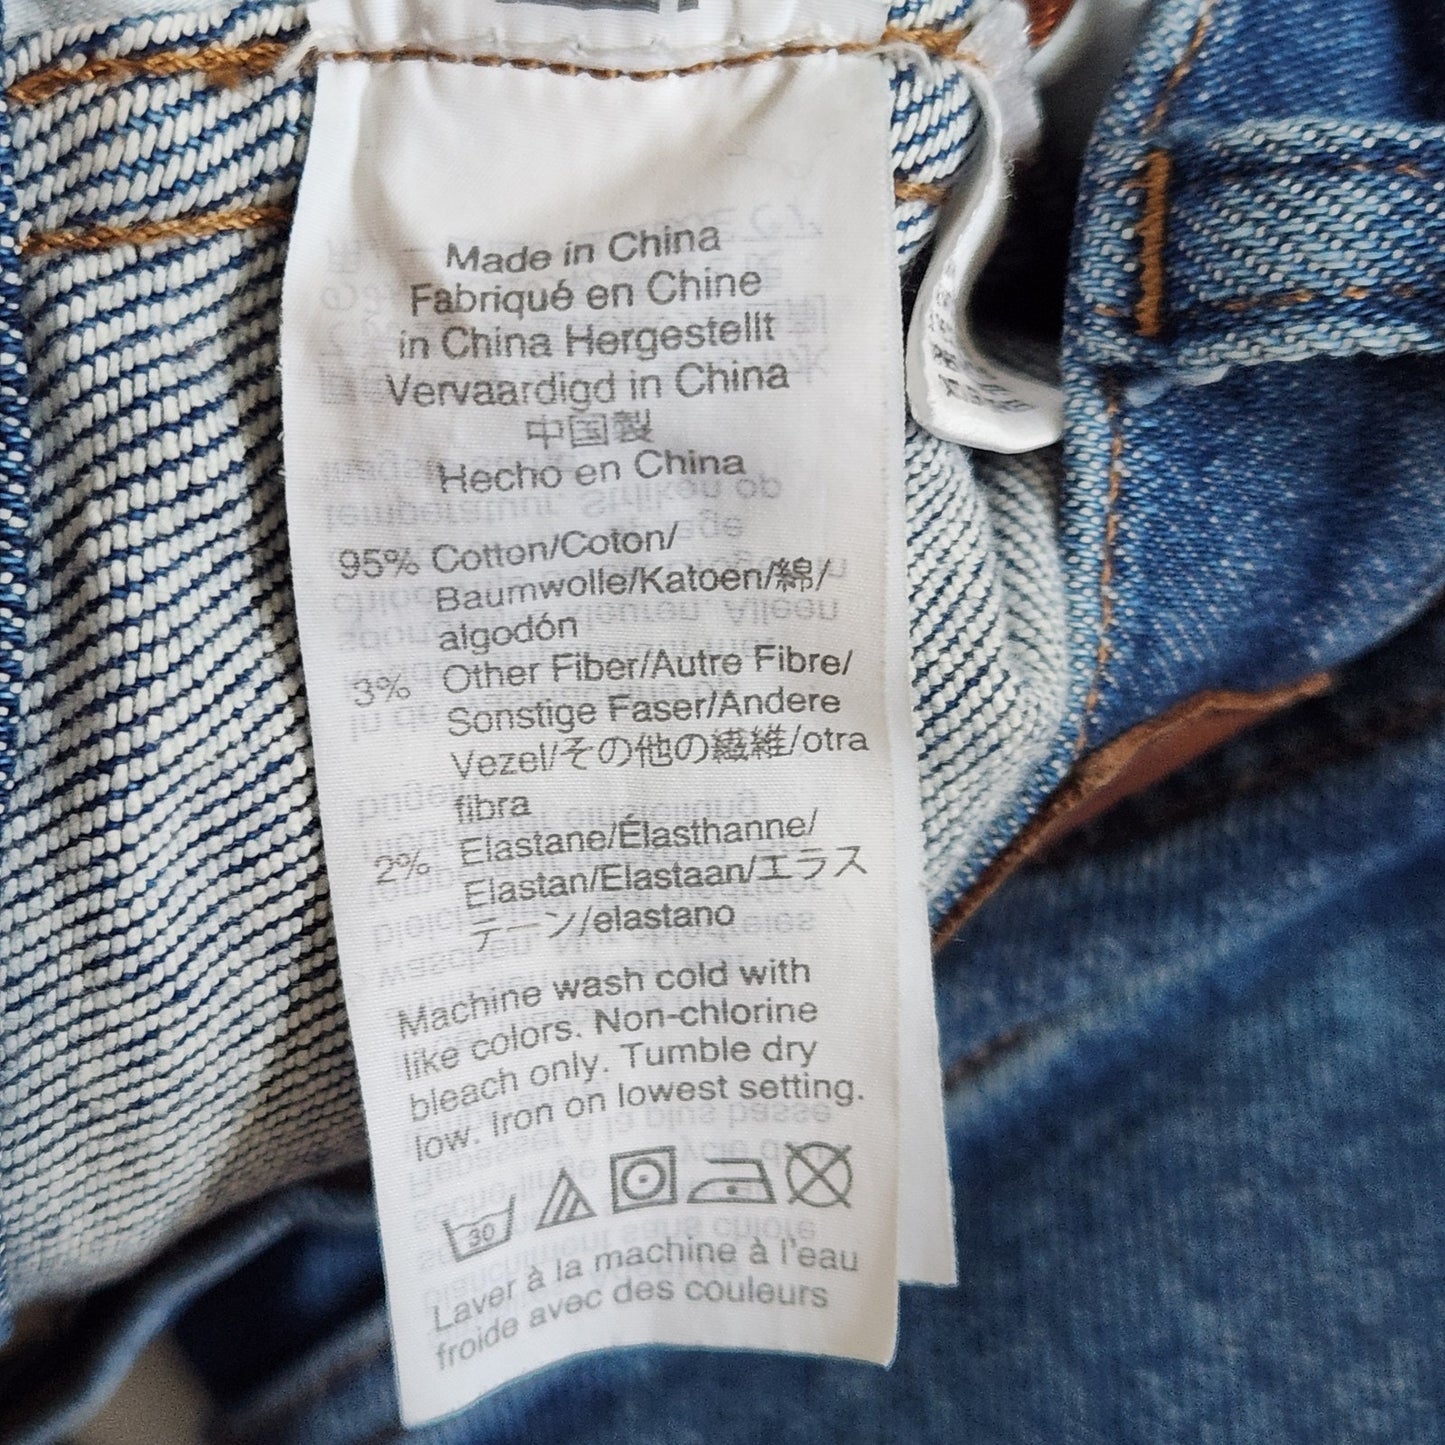 Made in China
Fabriqué en Chine
in China Hergestellt
Vervaardigd in China
中国製
Hecho en China
95% Cotton/Coton/
Baumwolle/Katoen/綿/
algodón
3% Other Fiber/Autre Fibre/
Sonstige Faser/Andere
Vezel/その他の繊維/otra
fibra
2% Elastane/Élasthanne/
Elastan/Elastaan/エラス
テーン/elastano
Machine wash cold with
like colors. Non-chlorine
bleach only. Tumble dry
low. Iron on lowest setting.
30
Laver à la machine à l'eau
froide avec des couleurs